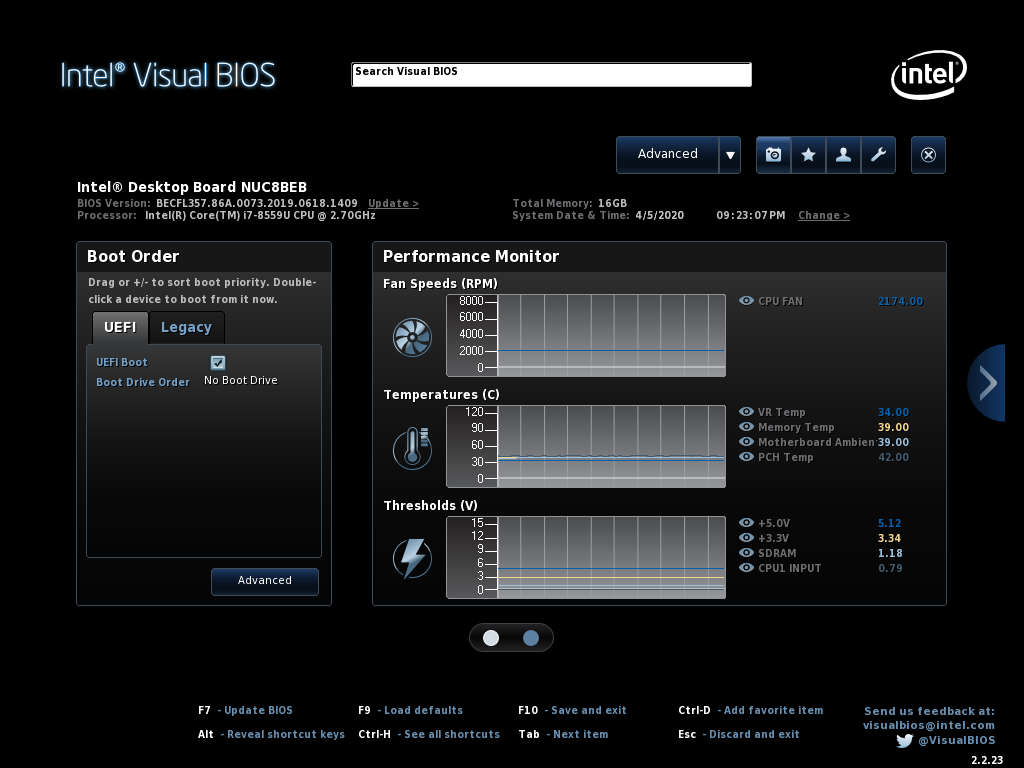 Intel® Visual BIOS
Search Visual BIOS
intel
Advanced
Intel® Desktop Board NUC8BEB
BIOS Version: BECFL357.86A.0073.2019.0618.1409 Update >
Processor: Intel(R) Core(TM) i7-8559U CPU @ 2.70GHz
Total Memory: 16GB
System Date & Time: 4/5/2020 09:23:07PM Change >
Boot Order
Drag or +/- to sort boot priority. Double-
click a device to boot from it now.
UEFI Legacy
UEFI Boot
Boot Drive Order No Boot Drive
Advanced
Performance Monitor
Fan Speeds (RPM)
8000
6000
4000
2000
0
CPU FAN 2174.00
Temperatures (C)
120
90
60
30
0
VR Temp 34.00
Memory Temp 39.00
Motherboard Ambien 39.00
PCH Temp 42.00
Thresholds (V)
15
12
9
6
3
0
+5.0V 5.12
+3.3V 3.34
SDRAM 1.18
CPU1 INPUT 0.79
F7 - Update BIOS F9 - Load defaults F10 - Save and exit Ctrl-D - Add favorite item
Alt - Reveal shortcut keys Ctrl-H - See all shortcuts Tab - Next item Esc - Discard and exit
Send us feedback at:
visualbios@intel.com
@VisualBIOS
2.2.23